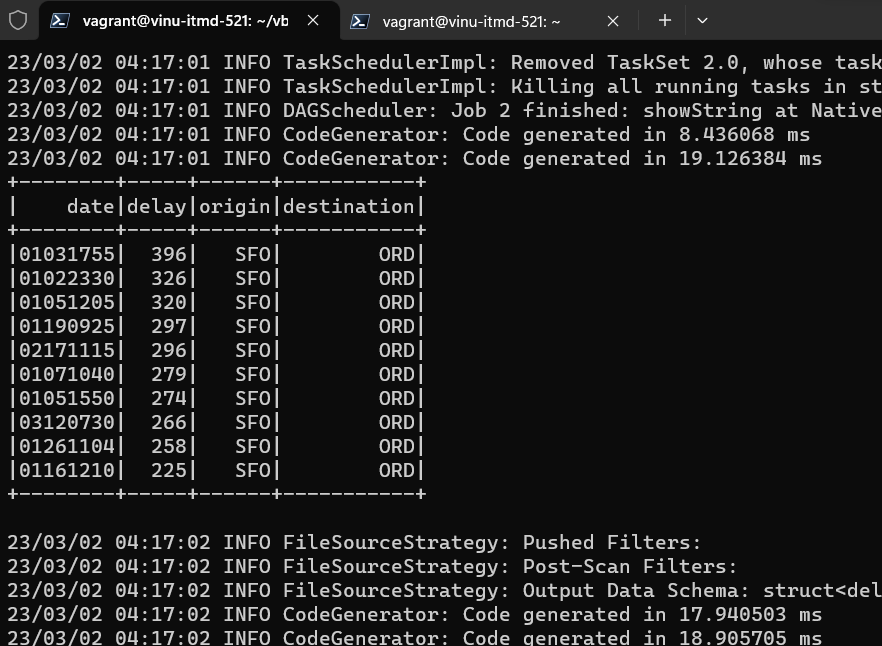 vagrant@vinu-itmd-521: ~/vb
vagrant@vinu-itmd-521: ~
23/03/02 04:17:01 INFO TaskSchedulerImpl: Removed TaskSet 2.0, whose task
23/03/02 04:17:01 INFO TaskSchedulerImpl: Killing all running tasks in st
23/03/02 04:17:01 INFO DAGScheduler: Job 2 finished: showString at Native
23/03/02 04:17:01 INFO CodeGenerator: Code generated in 8.436068 ms
23/03/02 04:17:01 INFO CodeGenerator: Code generated in 19.126384 ms
+--------+-----+------+-----------+
|    date|delay|origin|destination|
+--------+-----+------+-----------+
|01031755|  396|   SFO|        ORD|
|01022330|  326|   SFO|        ORD|
|01051205|  320|   SFO|        ORD|
|01190925|  297|   SFO|        ORD|
|02171115|  296|   SFO|        ORD|
|01071040|  279|   SFO|        ORD|
|01051550|  274|   SFO|        ORD|
|03120730|  266|   SFO|        ORD|
|01261104|  258|   SFO|        ORD|
|01161210|  225|   SFO|        ORD|
+--------+-----+------+-----------+
23/03/02 04:17:02 INFO FileSourceStrategy: Pushed Filters:
23/03/02 04:17:02 INFO FileSourceStrategy: Post-Scan Filters:
23/03/02 04:17:02 INFO FileSourceStrategy: Output Data Schema: struct<del
23/03/02 04:17:02 INFO CodeGenerator: Code generated in 17.940503 ms
23/03/02 04:17:02 INFO CodeGenerator: Code generated in 18.905705 ms